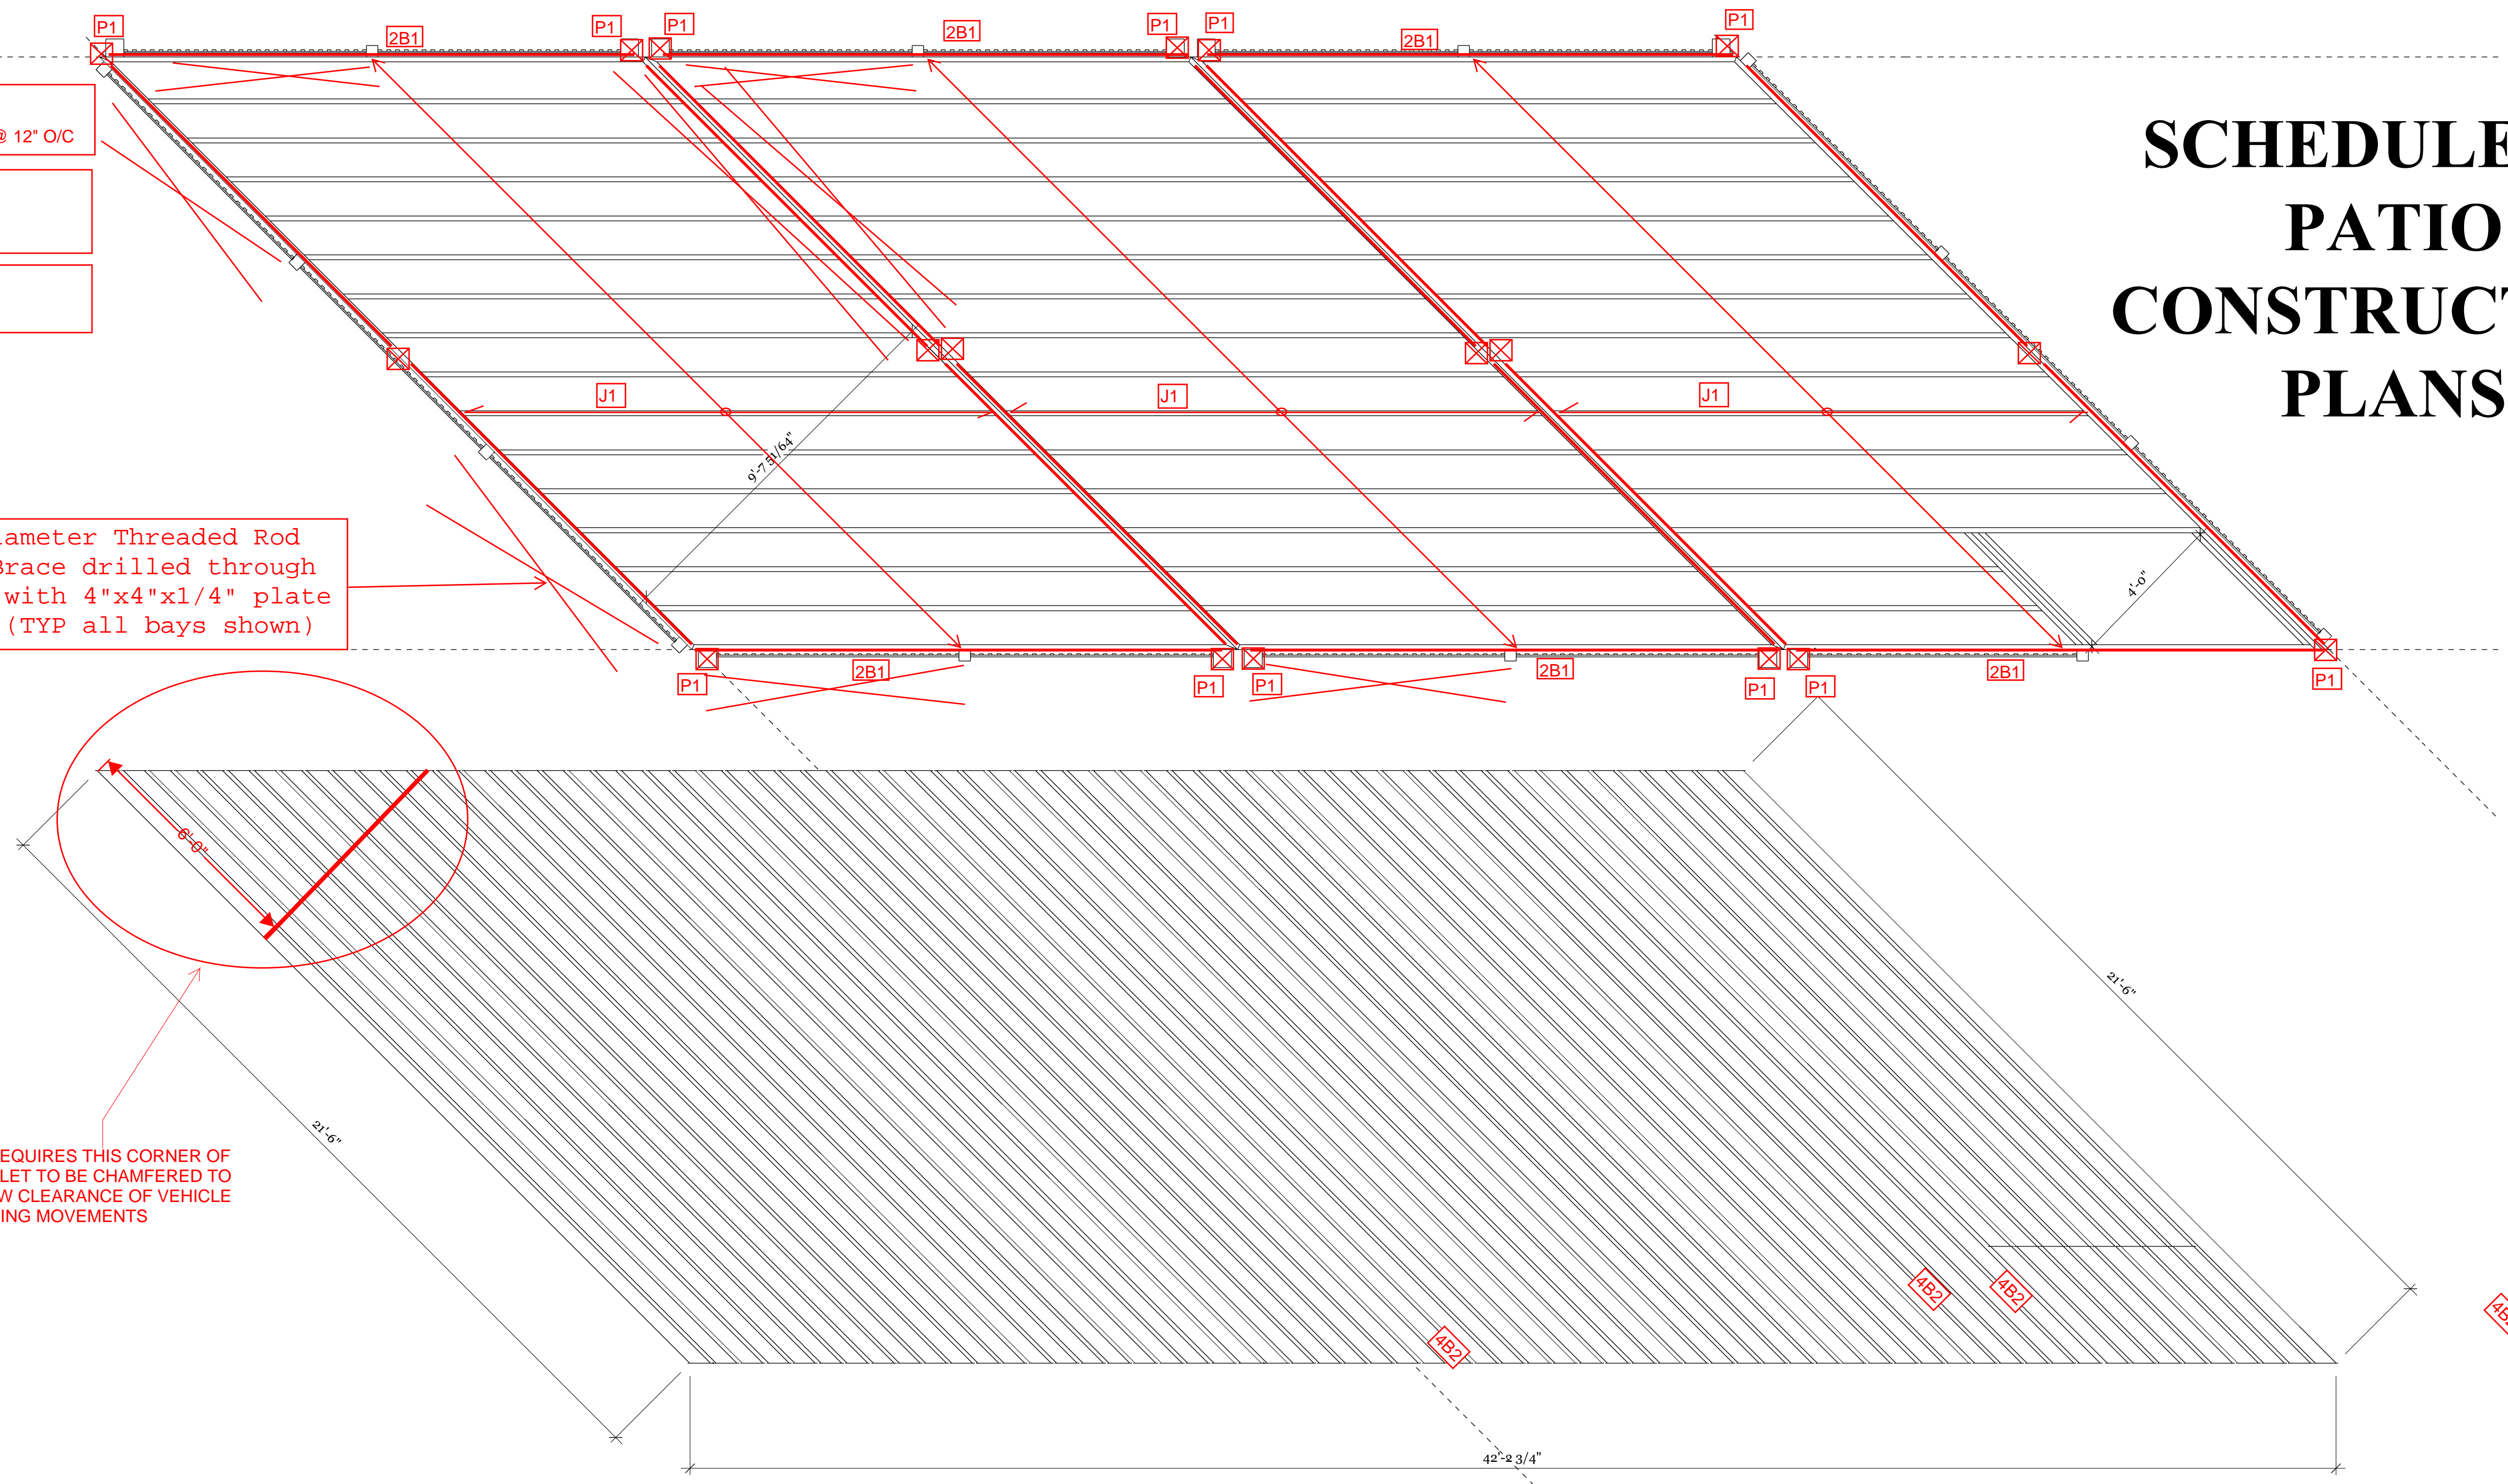 P1
P1
P1
P1
P1
P1
2B1
2B1
2B1
@ 12" O/C
SCHEDULE
PATIO
CONSTRUCT
PLANS
J1
J1
J1
9'-7 51/64"
4'-0"
ameter Threaded Rod
Brace drilled through
with 4"x4"x1/4" plate
(TYP all bays shown)
2B1
2B1
2B1
P1
P1
P1
P1
P1
P1
6'-0"
21'-6"
21'-6"
EQUIRES THIS CORNER OF
LET TO BE CHAMFERED TO
W CLEARANCE OF VEHICLE
ING MOVEMENTS
4B2
4B2
4B2
42'-2 3/4"